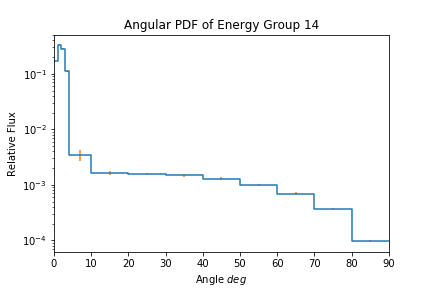 Angular PDF of Energy Group 14
Relative Flux
10⁻¹
10⁻²
10⁻³
10⁻⁴
0 10 20 30 40 50 60 70 80 90
Angle deg